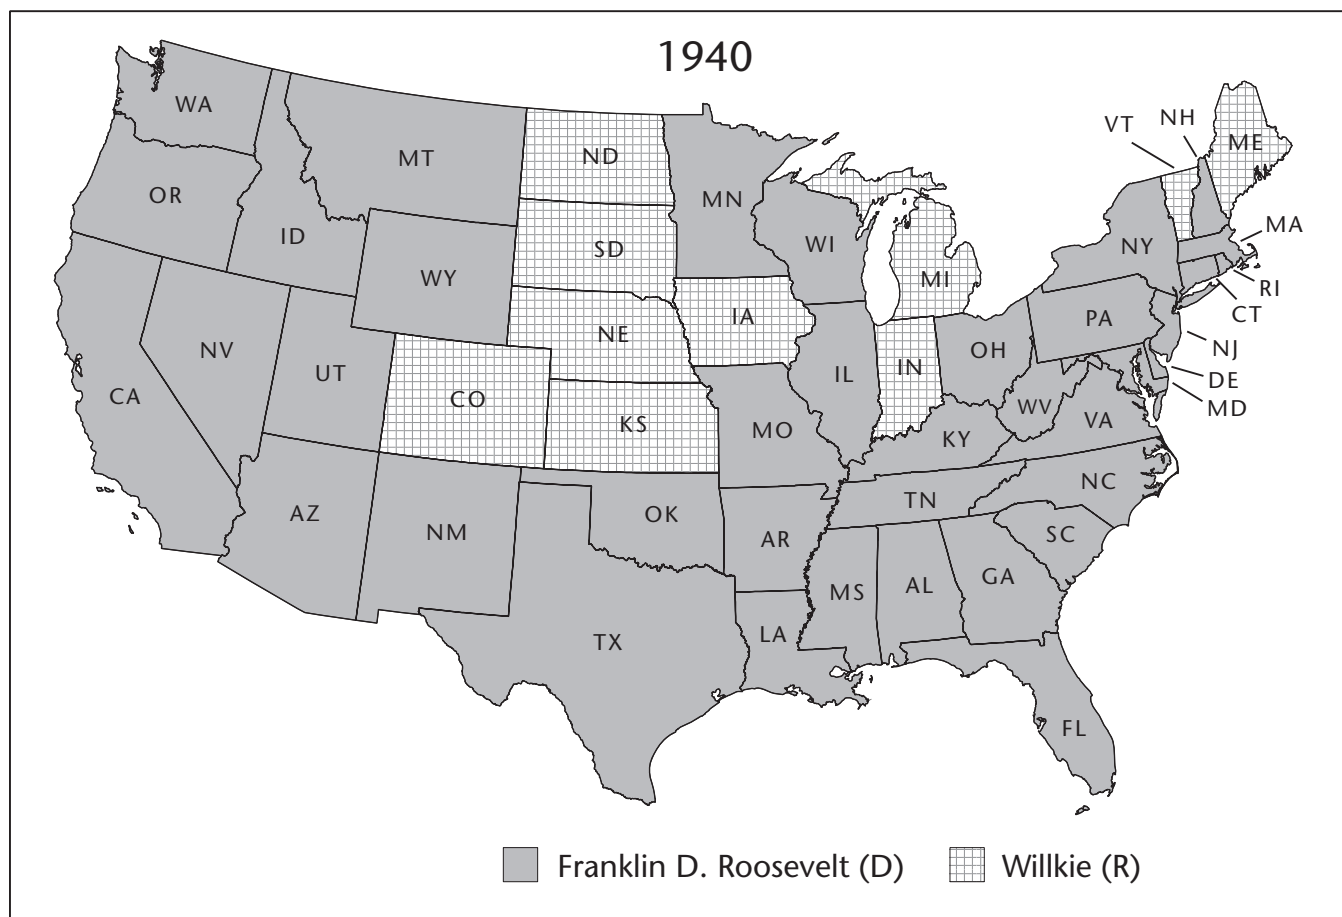 1940
WA
MT
ND
MN
VT
NH
ME
OR
ID
SD
WI
NY
MA
WY
MI
RI
CT
IA
PA
NV
NE
OH
NJ
UT
CO
IL
IN
DE
CA
KS
MO
WV
VA
MD
KY
AZ
NM
OK
TN
NC
AR
SC
MS
AL
GA
TX
LA
FL
Franklin D. Roosevelt (D)
Willkie (R)